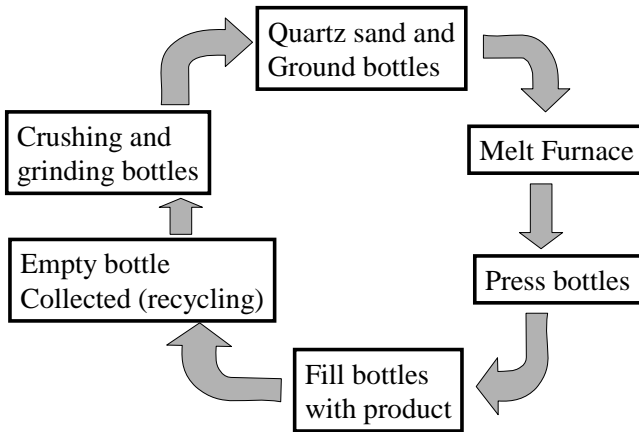 Quartz sand and
Ground bottles
Melt Furnace
Press bottles
Fill bottles
with product
Empty bottle
Collected (recycling)
Crushing and
grinding bottles